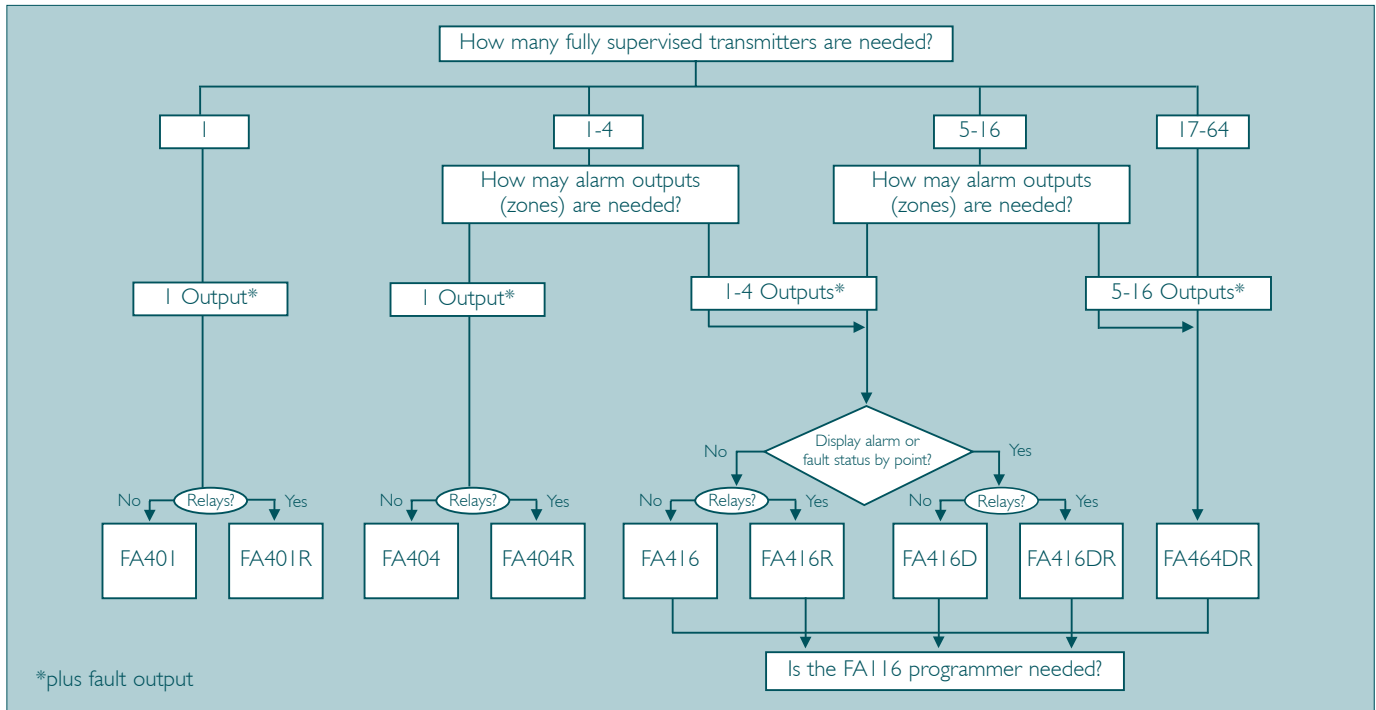 How many fully supervised transmitters are needed?
1
1-4
5-16
17-64
How may alarm outputs
(zones) are needed?
How may alarm outputs
(zones) are needed?
1 Output*
1 Output*
1-4 Outputs*
5-16 Outputs*
Display alarm or
fault status by point?
No
Yes
No
Relays?
Yes
No
Relays?
Yes
No
Relays?
Yes
No
Relays?
Yes
FA401
FA401R
FA404
FA404R
FA416
FA416R
FA416D
FA416DR
FA464DR
Is the FA116 programmer needed?
*plus fault output